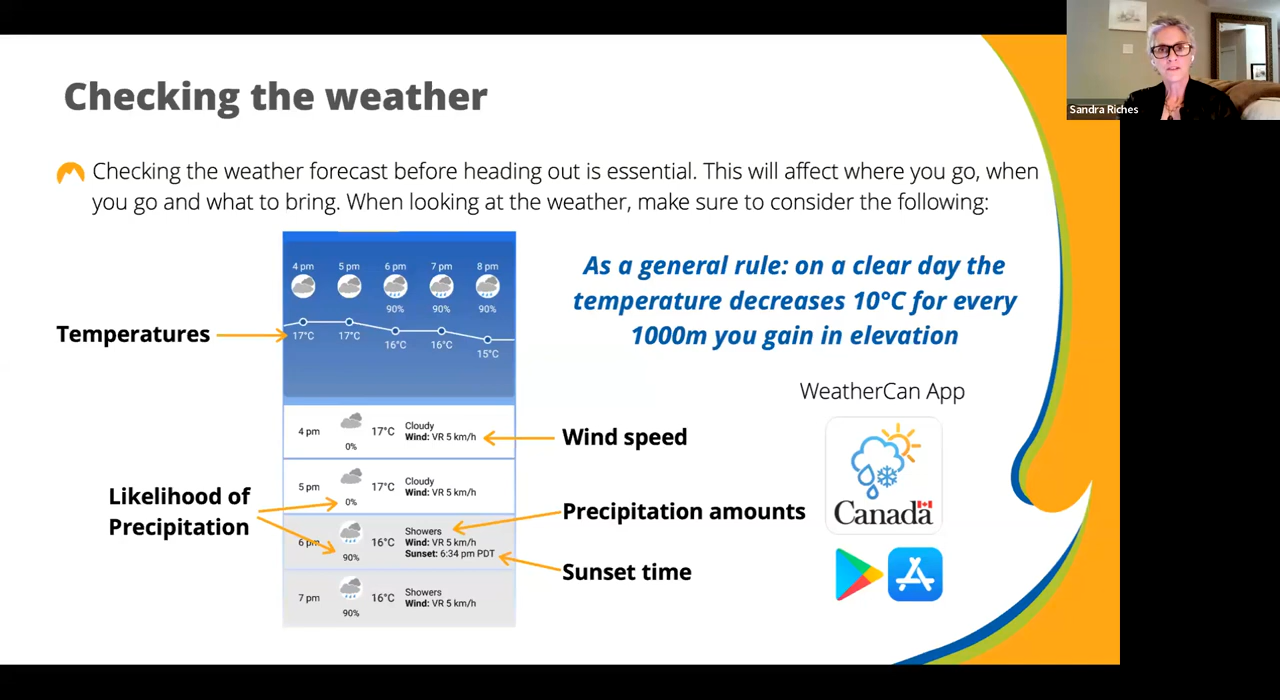 Sandra Riches
Checking the weather
Checking the weather forecast before heading out is essential. This will affect where you go, when
you go and what to bring. When looking at the weather, make sure to consider the following:
4 pm 5 pm 6 pm 7 pm 8 pm
90% 90% 90%
17°C 17°C 16°C 16°C 15°C
Temperatures
As a general rule: on a clear day the
temperature decreases 10°C for every
1000m you gain in elevation
WeatherCan App
Canada
4 pm 0% 17°C Cloudy
Wind: VR 5 km/h
Wind speed
5 pm 0% 17°C Cloudy
Wind: VR 5 km/h
Likelihood of
Precipitation
6 pm 90% 16°C Showers
Wind: VR 5 km/h
Sunset: 6:34 pm PDT
Precipitation amounts
Sunset time
7 pm 90% 16°C Showers
Wind: VR 5 km/h